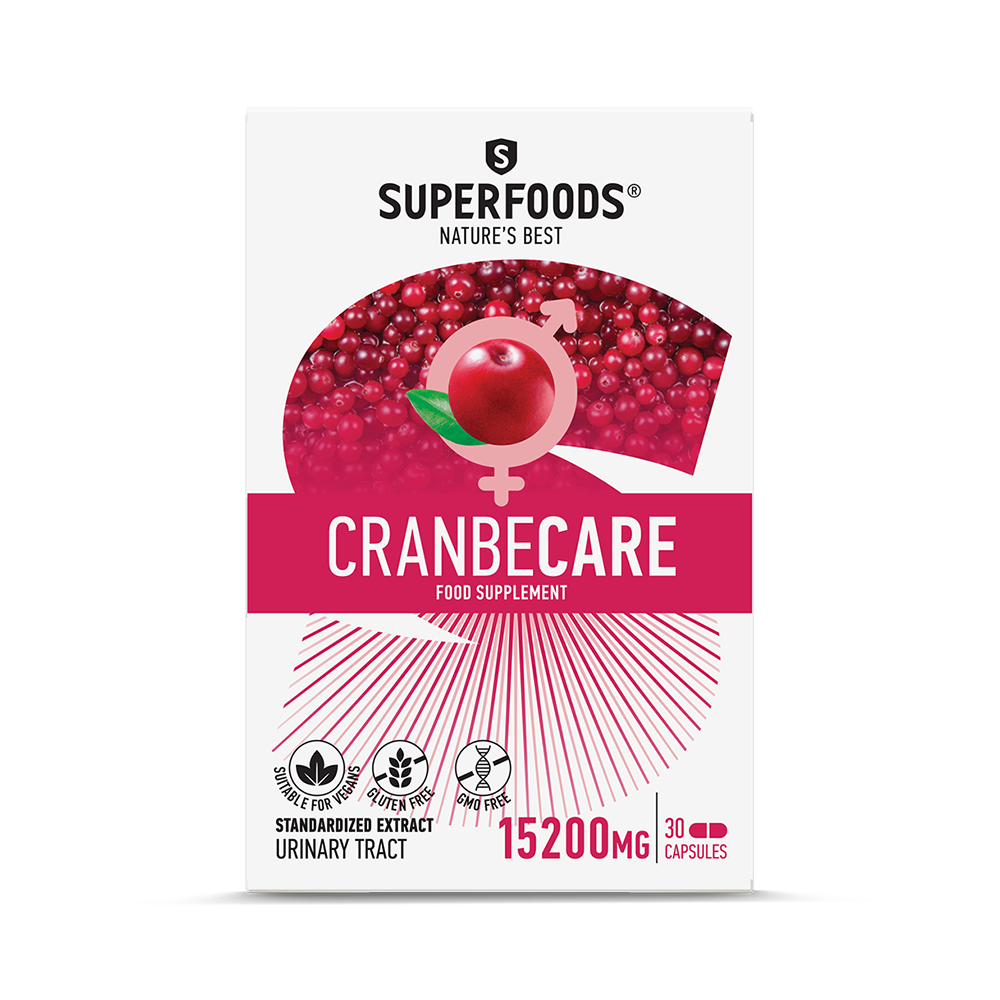 S
SUPERFOODS®
NATURE'S BEST
CRANBECARE
FOOD SUPPLEMENT
SUITABLE FOR VEGANS
GLUTEN FREE
GMO FREE
STANDARDIZED EXTRACT
URINARY TRACT
15200MG
30
CAPSULES